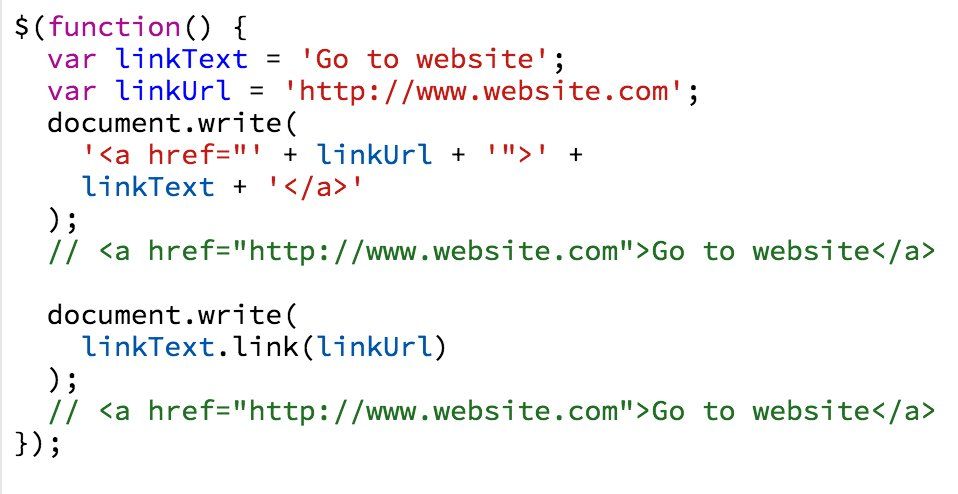 $(function() {
  var linkText = 'Go to website';
  var linkUrl = 'http://www.website.com';
  document.write(
    '<a href="' + linkUrl + '">' +
    linkText + '</a>'
  );
  // <a href="http://www.website.com">Go to website</a>

  document.write(
    linkText.link(linkUrl)
  );
  // <a href="http://www.website.com">Go to website</a>
});